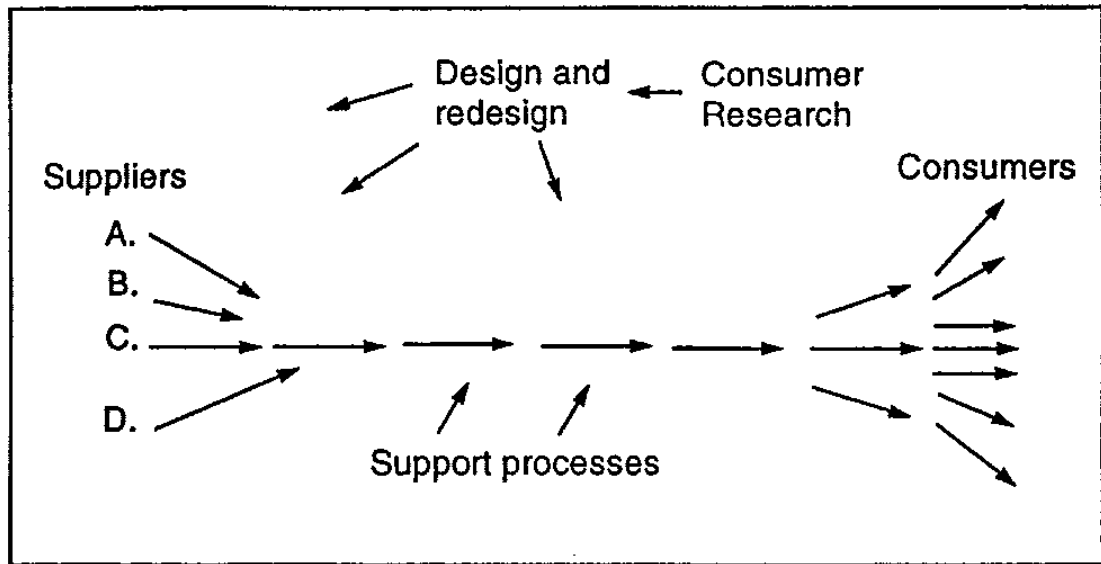 Design and
redesign
Consumer
Research
Suppliers
Consumers
A.
B.
C.
D.
Support processes